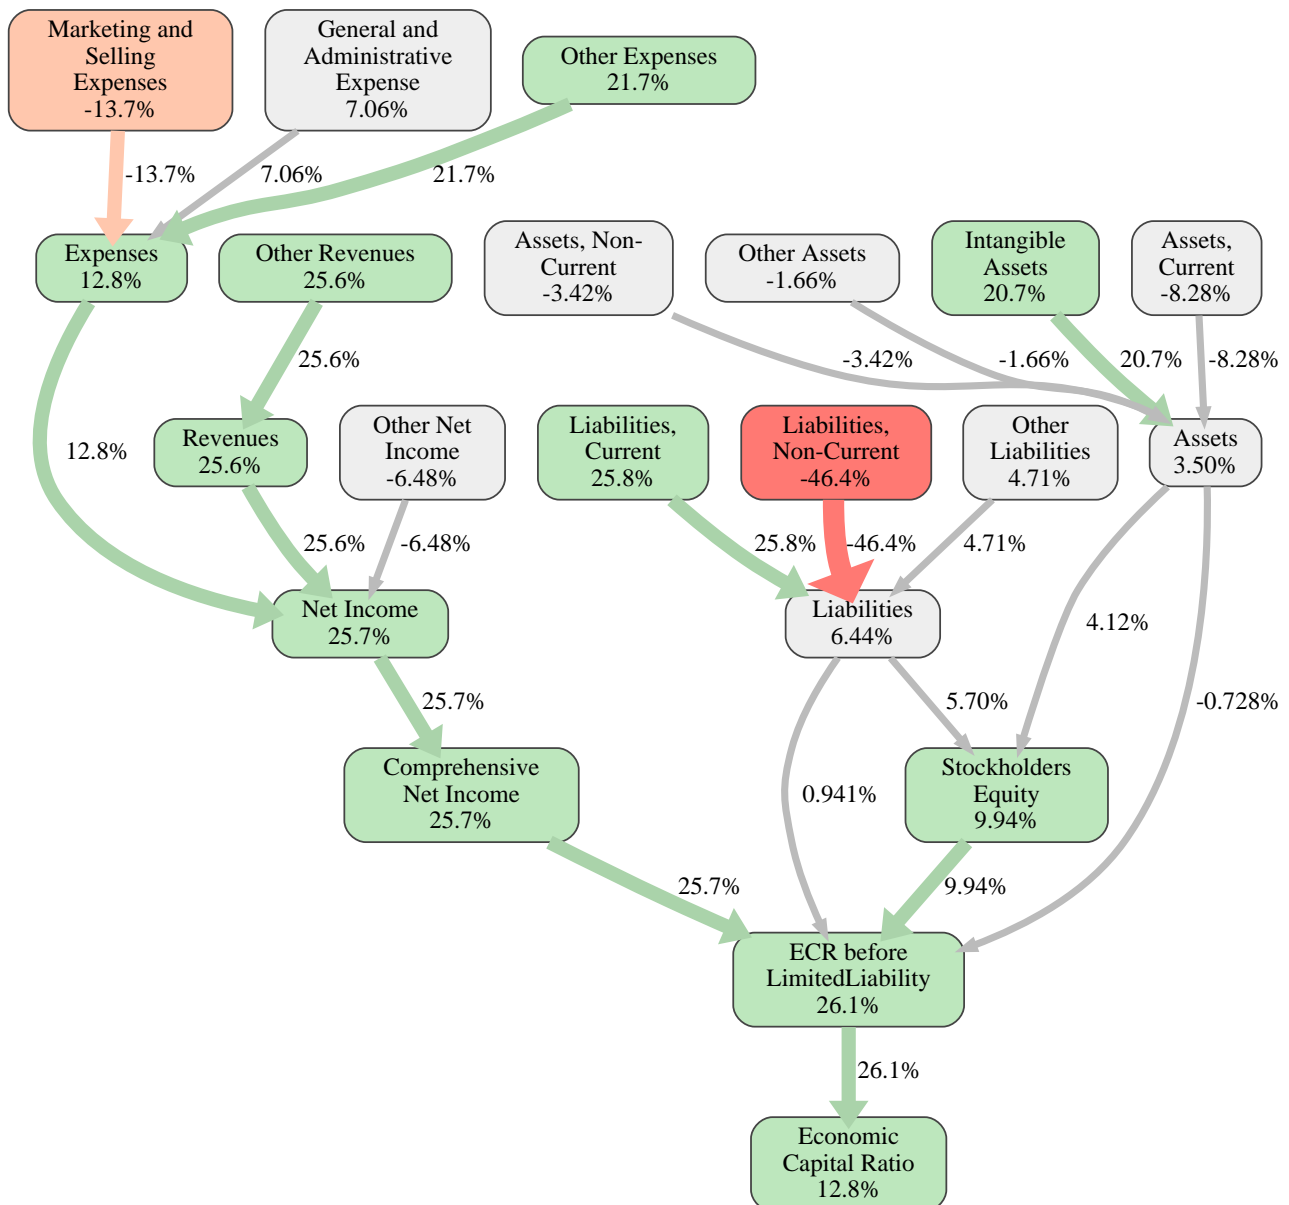 Marketing and
Selling
Expenses
-13.7%
General and
Administrative
Expense
7.06%
Other Expenses
21.7%
-13.7%
7.06%
21.7%
Expenses
12.8%
Other Revenues
25.6%
Assets, Non-
Current
-3.42%
Other Assets
-1.66%
Intangible
Assets
20.7%
Assets,
Current
-8.28%
25.6%
-3.42%
-1.66%
20.7%
-8.28%
12.8%
Revenues
25.6%
Other Net
Income
-6.48%
Liabilities,
Current
25.8%
Liabilities,
Non-Current
-46.4%
Other
Liabilities
4.71%
Assets
3.50%
25.6%
-6.48%
25.8%
-46.4%
4.71%
Net Income
25.7%
Liabilities
6.44%
4.12%
25.7%
5.70%
-0.728%
Comprehensive
Net Income
25.7%
0.941%
Stockholders
Equity
9.94%
25.7%
9.94%
ECR before
LimitedLiability
26.1%
26.1%
Economic
Capital Ratio
12.8%